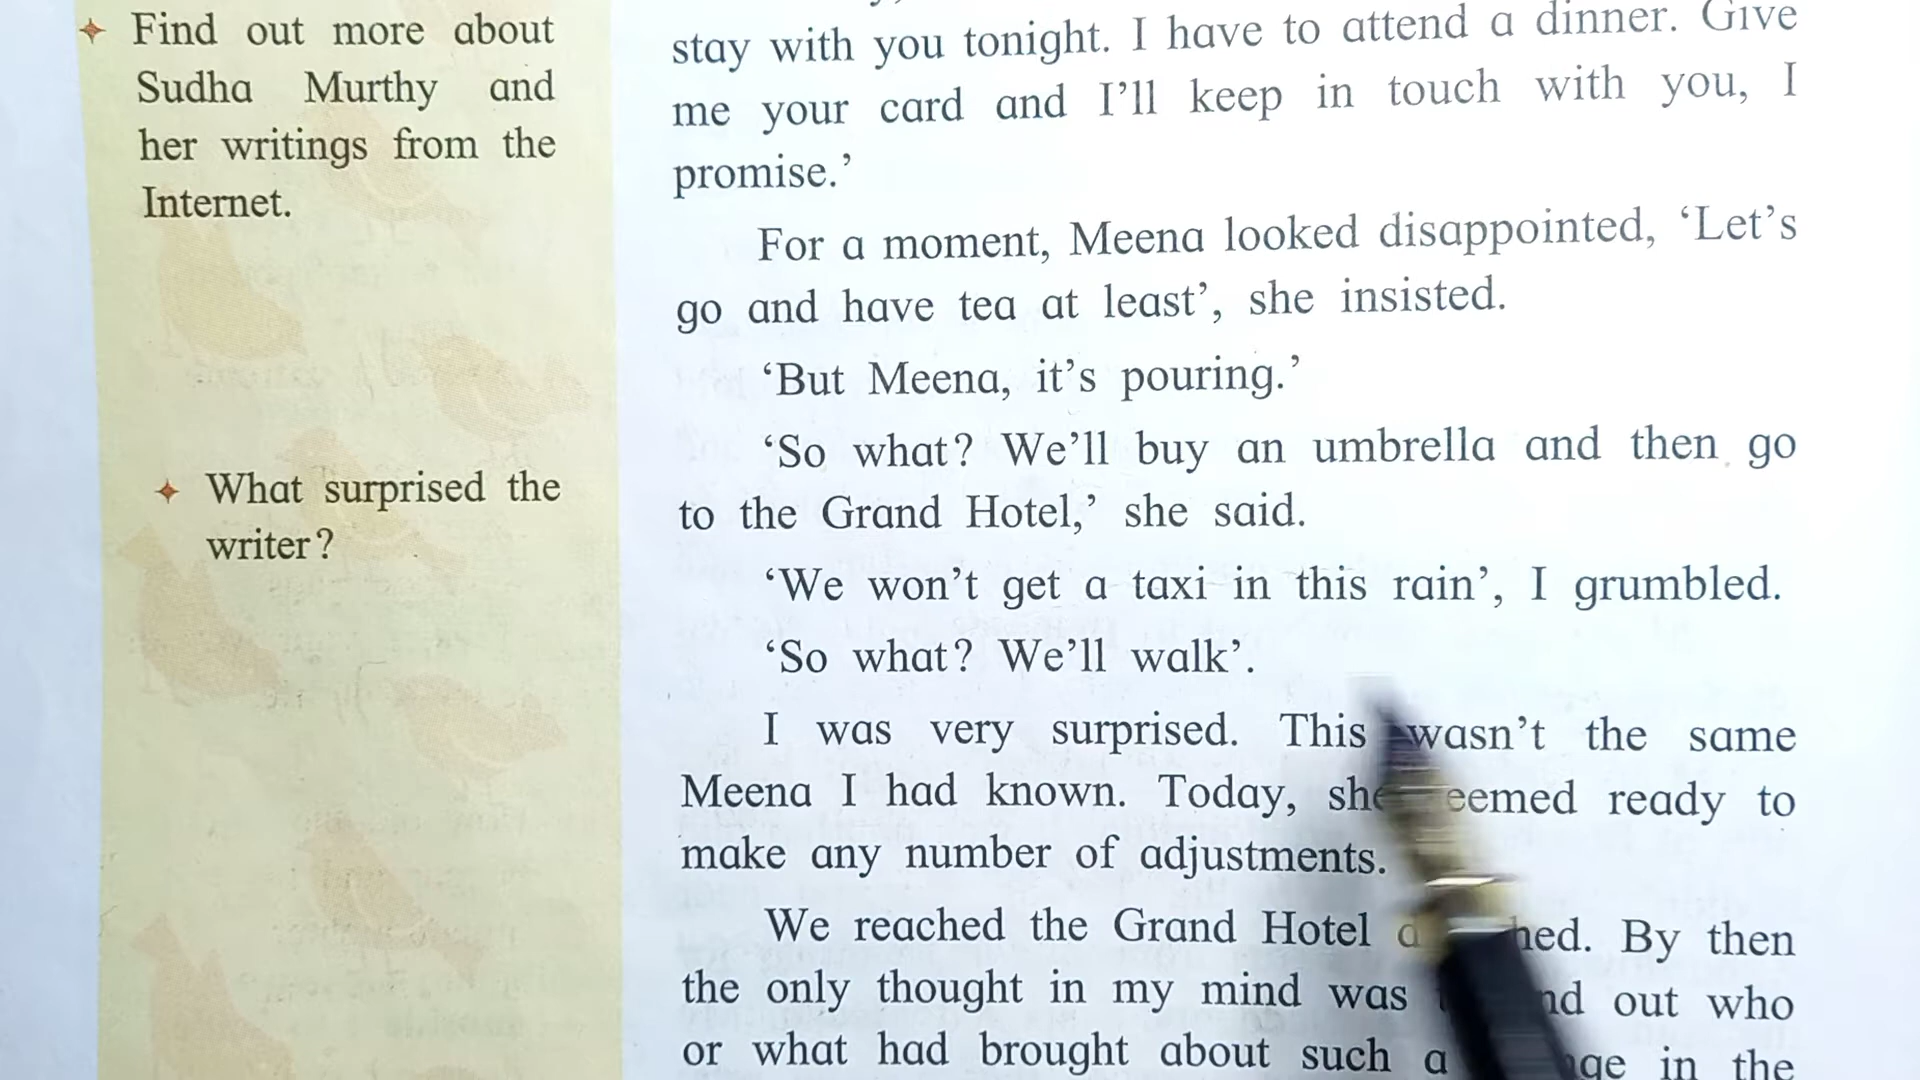 Find out more about
Sudha Murthy and
her writings from the
Internet.
What surprised the
writer?
stay with you tonight. I have to attend a dinner. Give
me your card and I’ll keep in touch with you, I
promise.’
For a moment, Meena looked disappointed, ‘Let’s
go and have tea at least’, she insisted.
‘But Meena, it’s pouring.’
‘So what? We’ll buy an umbrella and then go
to the Grand Hotel,’ she said.
‘We won’t get a taxi in this rain’, I grumbled.
‘So what? We’ll walk’.
I was very surprised. This wasn’t the same
Meena I had known. Today, she seemed ready to
make any number of adjustments.
We reached the Grand Hotel By then
the only thought in my mind was out who
or what had brought about such a in the